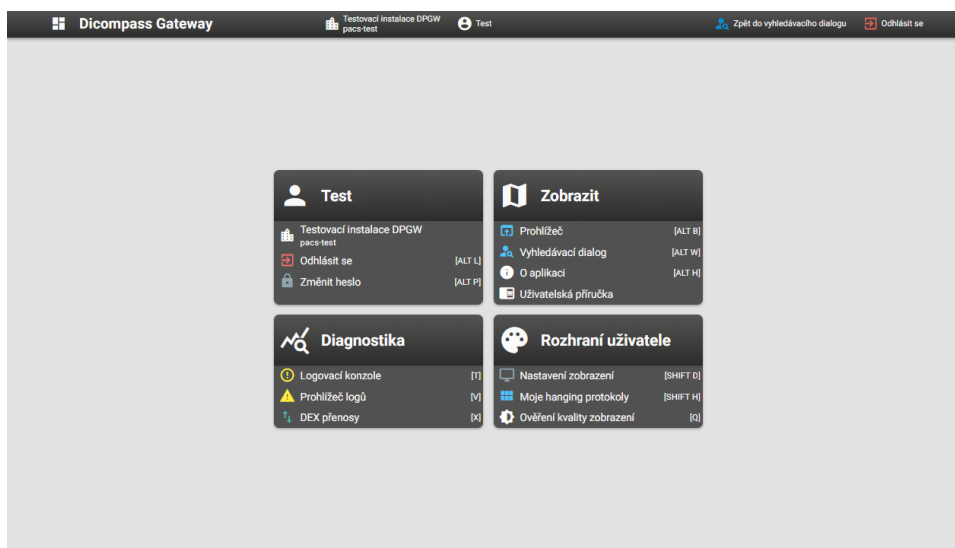 Dicompass Gateway
Testovací instalace DPGW
pacs-test
Test
Zpět do vyhledávacího dialogu
Odhlásit se
Test
Testovací instalace DPGW
pacs-test
Odhlásit se [ALT L]
Změnit heslo [ALT P]
Zobrazit
Prohlížeč [ALT B]
Vyhledávací dialog [ALT W]
O aplikaci [ALT H]
Uživatelská příručka
Diagnostika
Logovací konzole [T]
Prohlížeč logů [V]
DEX přenosy [X]
Rozhraní uživatele
Nastavení zobrazení [SHIFT D]
Moje hanging protokoly [SHIFT H]
Ověření kvality zobrazení [Q]